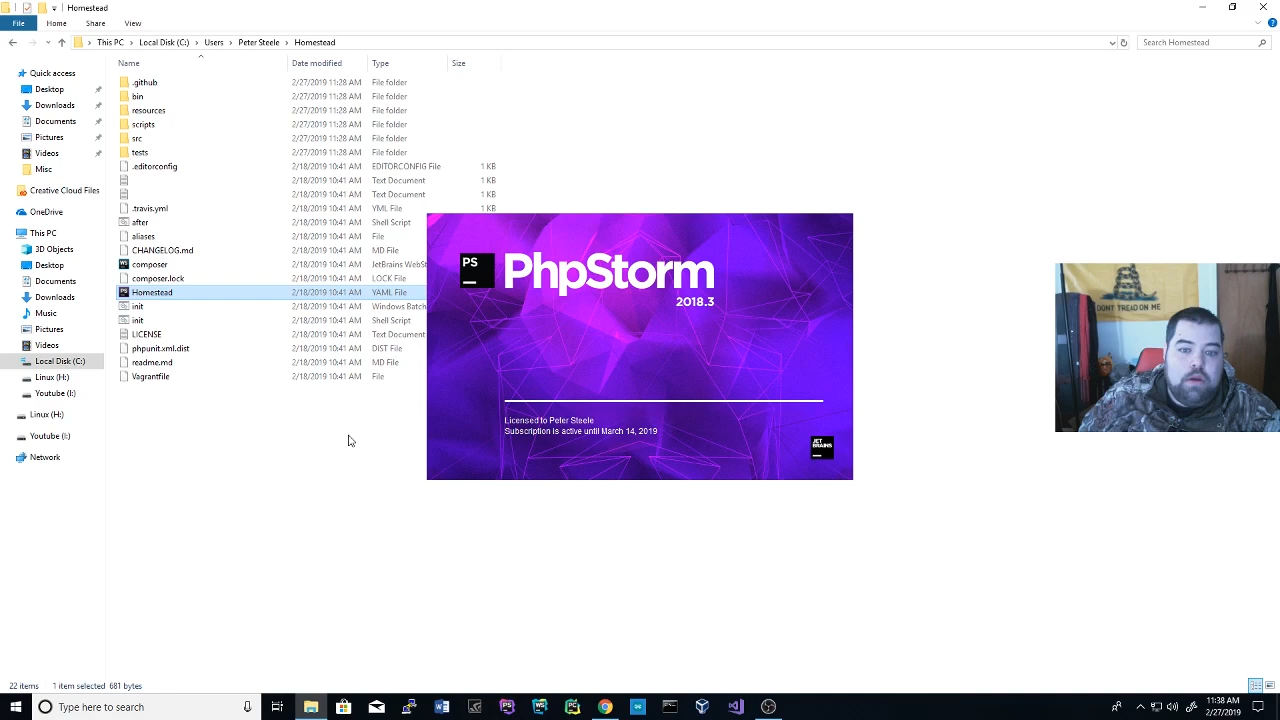 Homestead
File Home Share View
This PC Local Disk (C:) Users Peter Steele Homestead
Search Homestead
Name Date modified Type Size
Quick access
Desktop
Downloads
Documents
Pictures
Videos
Misc
Creative Cloud Files
OneDrive
This PC
3D Objects
Desktop
Documents
Downloads
Music
Pictures
Videos
Local Disk (C:)
Linux (H:)
Youtube (I:)
Linux (H:)
Youtube (I:)
Network
.github 2/27/2019 11:28 AM File folder
bin 2/27/2019 11:28 AM File folder
resources 2/27/2019 11:28 AM File folder
scripts 2/27/2019 11:28 AM File folder
src 2/27/2019 11:28 AM File folder
tests 2/27/2019 11:28 AM File folder
.editorconfig 2/18/2019 10:41 AM EDITORCONFIG File 1 KB
2/18/2019 10:41 AM Text Document 1 KB
2/18/2019 10:41 AM Text Document 1 KB
.travis.yml 2/18/2019 10:41 AM YML File 1 KB
after 2/18/2019 10:41 AM Shell Script
aliases 2/18/2019 10:41 AM File
CHANGELOG.md 2/18/2019 10:41 AM MD File
composer 2/18/2019 10:41 AM JetBrains WebSt
composer.lock 2/18/2019 10:41 AM LOCK File
Homestead 2/18/2019 10:41 AM YAML File
init 2/18/2019 10:41 AM Windows Batch
init 2/18/2019 10:41 AM Shell Script
LICENSE 2/18/2019 10:41 AM Text Document
phpunit.xml.dist 2/18/2019 10:41 AM DIST File
readme.md 2/18/2019 10:41 AM MD File
Vagrantfile 2/18/2019 10:41 AM File
PS
PhpStorm
2018.3
Licensed to Peter Steele
Subscription is active until March 14, 2019
JET
BRAINS
DONT TREAD ON ME
22 items 1 item selected 681 bytes
Type here to search
11:38 AM
2/27/2019